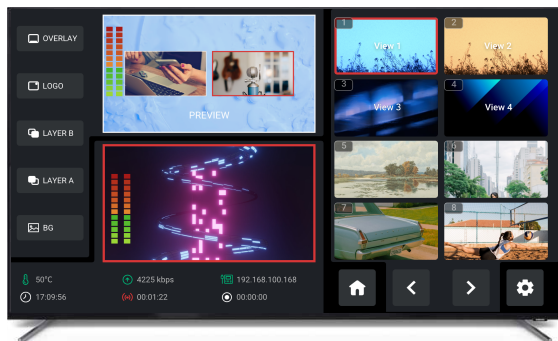 OVERLAY
LOGO
LAYER B
LAYER A
BG
PREVIEW
1
View 1
2
View 2
3
View 3
4
View 4
5
6
7
8
50°C
4225 kbps
192.168.100.168
17:09:56
00:01:22
00:00:00